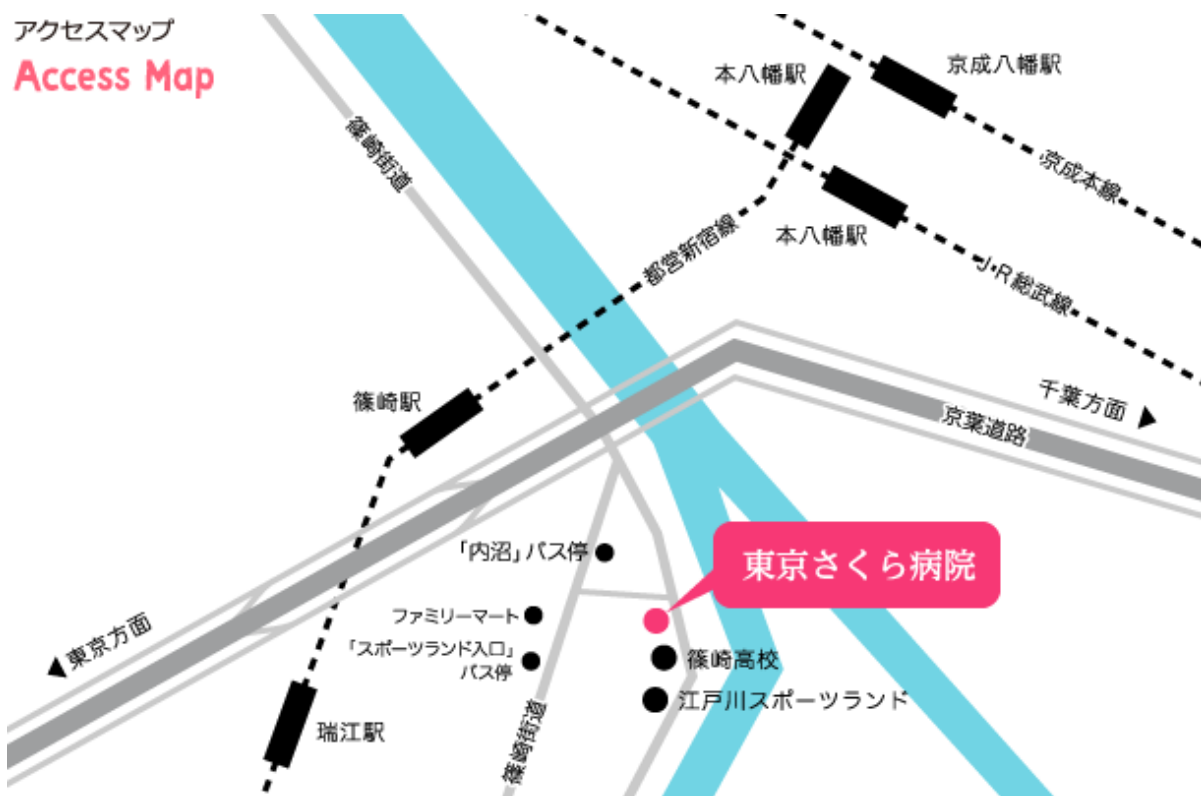 アクセスマップ
Access Map
本八幡駅
京成八幡駅
篠崎街道
京成本線
本八幡駅
都営新宿線
JR総武線
篠崎駅
千葉方面
京葉道路
「内沼」バス停
東京さくら病院
ファミリーマート
東京方面
「スポーツランド入口」
バス停
篠崎高校
江戸川スポーツランド
瑞江駅
篠崎街道